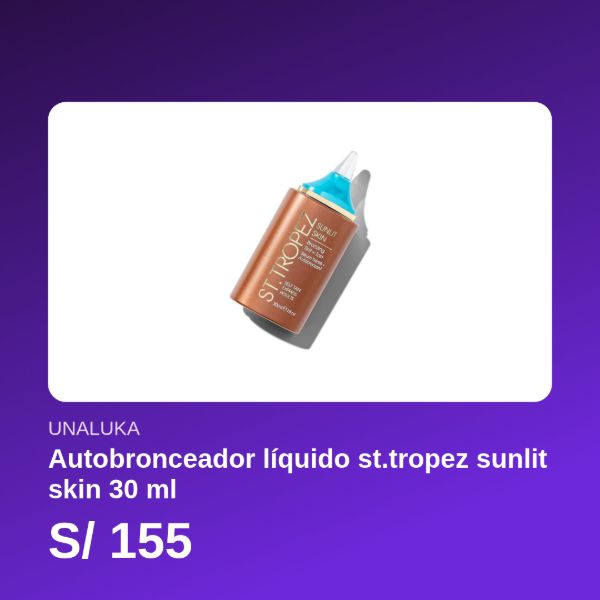 ST.TROPEZ
SUNLIT
SKIN
UNALUKA
Autobronceador líquido st.tropez sunlit
skin 30 ml
S/ 155